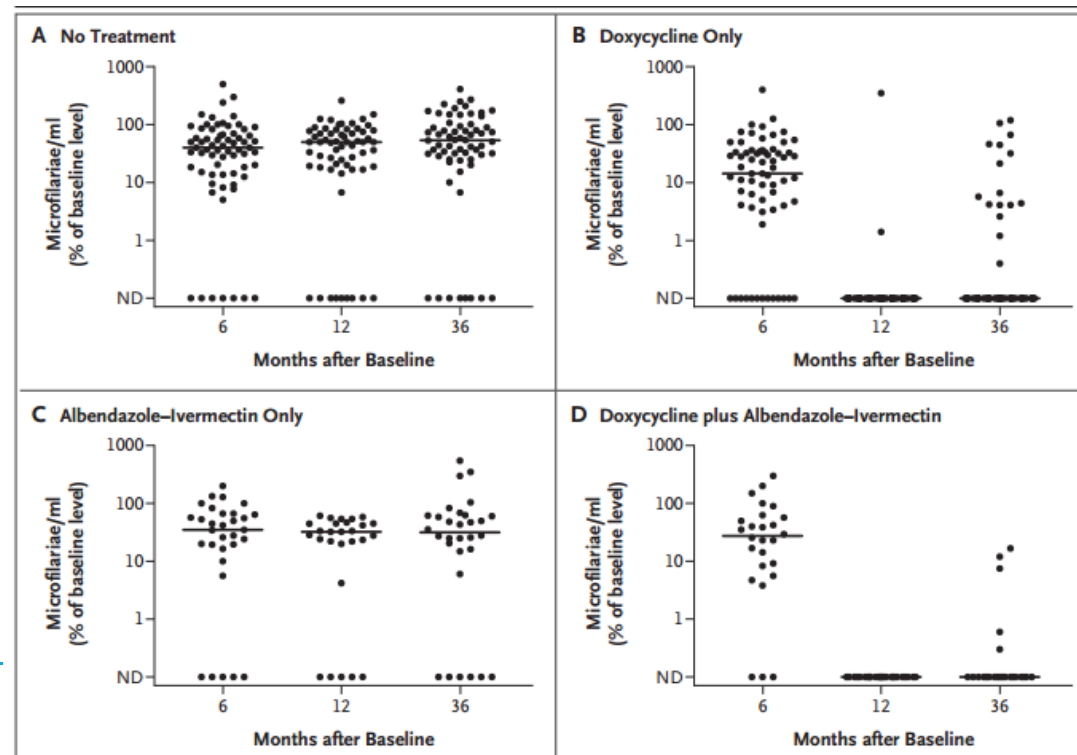 A No Treatment
Microfilariae/ml
(% of baseline level)
1000
100
10
1
ND
6 12 36
Months after Baseline
B Doxycycline Only
Microfilariae/ml
(% of baseline level)
1000
100
10
1
ND
6 12 36
Months after Baseline
C Albendazole–Ivermectin Only
Microfilariae/ml
(% of baseline level)
1000
100
10
1
ND
6 12 36
Months after Baseline
D Doxycycline plus Albendazole–Ivermectin
Microfilariae/ml
(% of baseline level)
1000
100
10
1
ND
6 12 36
Months after Baseline